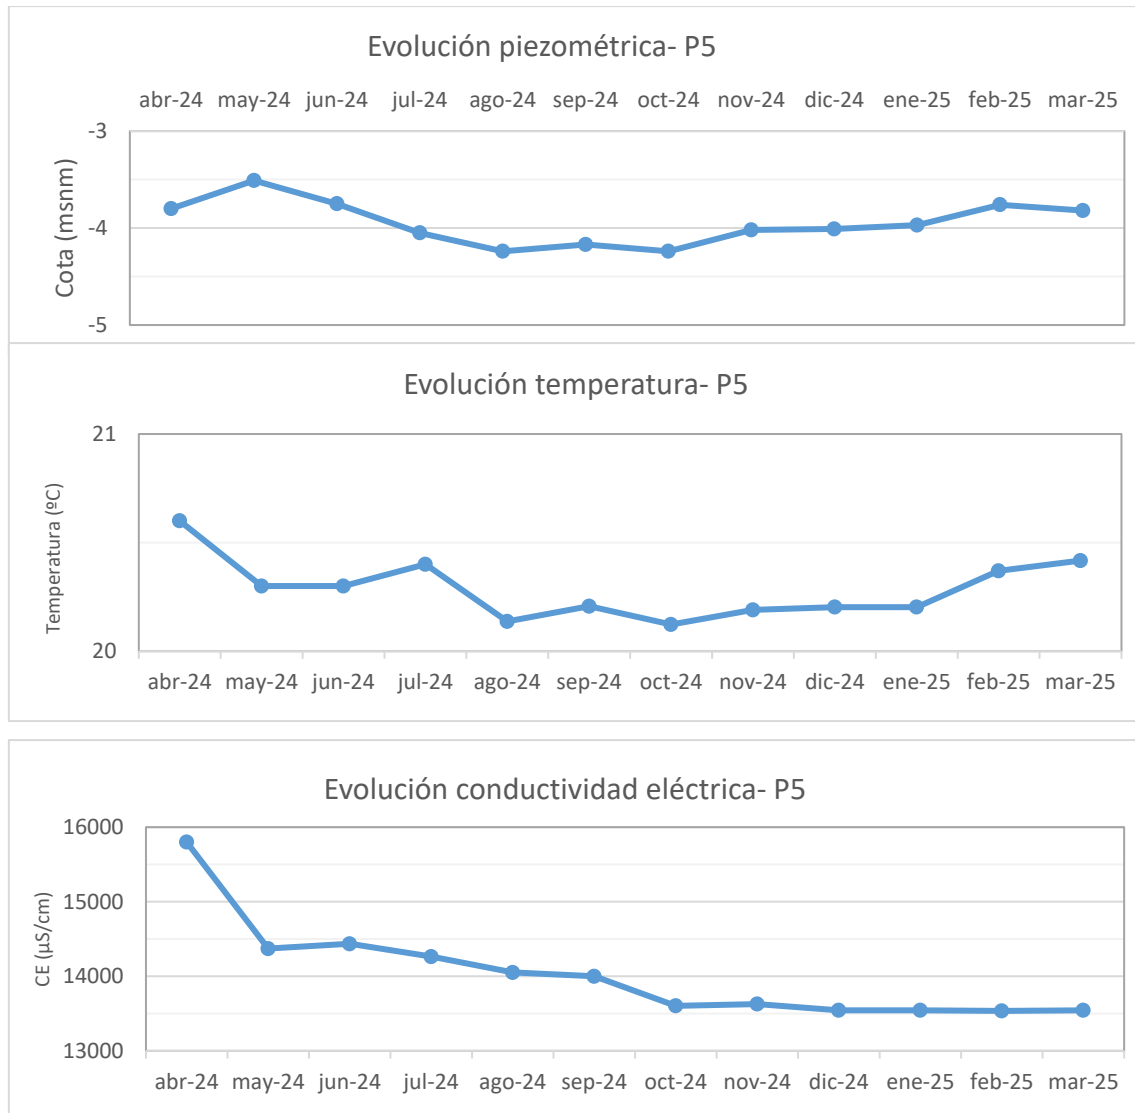 Evolución piezométrica- P5
abr-24 may-24 jun-24 jul-24 ago-24 sep-24 oct-24 nov-24 dic-24 ene-25 feb-25 mar-25
-3
-4
-5
Cota (msnm)
Evolución temperatura- P5
21
20
Temperatura (ºC)
abr-24 may-24 jun-24 jul-24 ago-24 sep-24 oct-24 nov-24 dic-24 ene-25 feb-25 mar-25
Evolución conductividad eléctrica- P5
16000
15000
14000
13000
CE (µS/cm)
abr-24 may-24 jun-24 jul-24 ago-24 sep-24 oct-24 nov-24 dic-24 ene-25 feb-25 mar-25